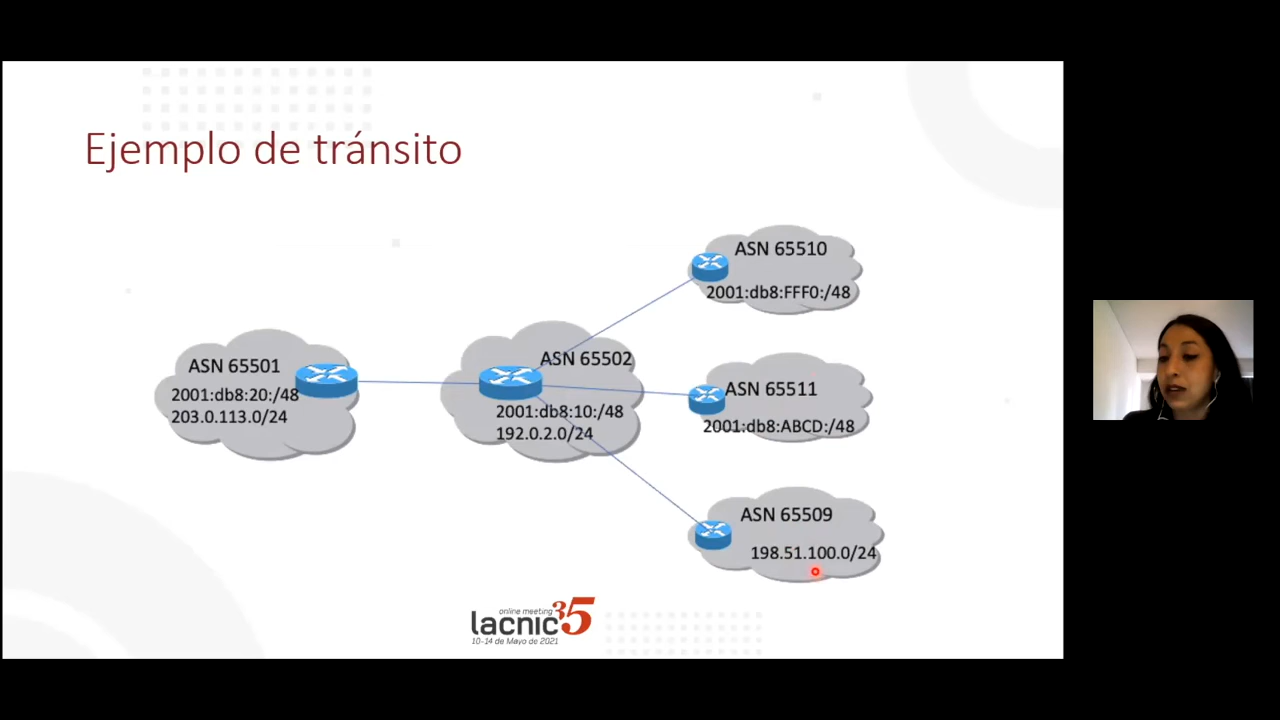 Ejemplo de tránsito
ASN 65510
2001:db8:FFF0:/48
ASN 65501
2001:db8:20:/48
203.0.113.0/24
ASN 65502
2001:db8:10:/48
192.0.2.0/24
ASN 65511
2001:db8:ABCD:/48
ASN 65509
198.51.100.0/24
online meeting
lacnic35
10-14 de Mayo de 2021